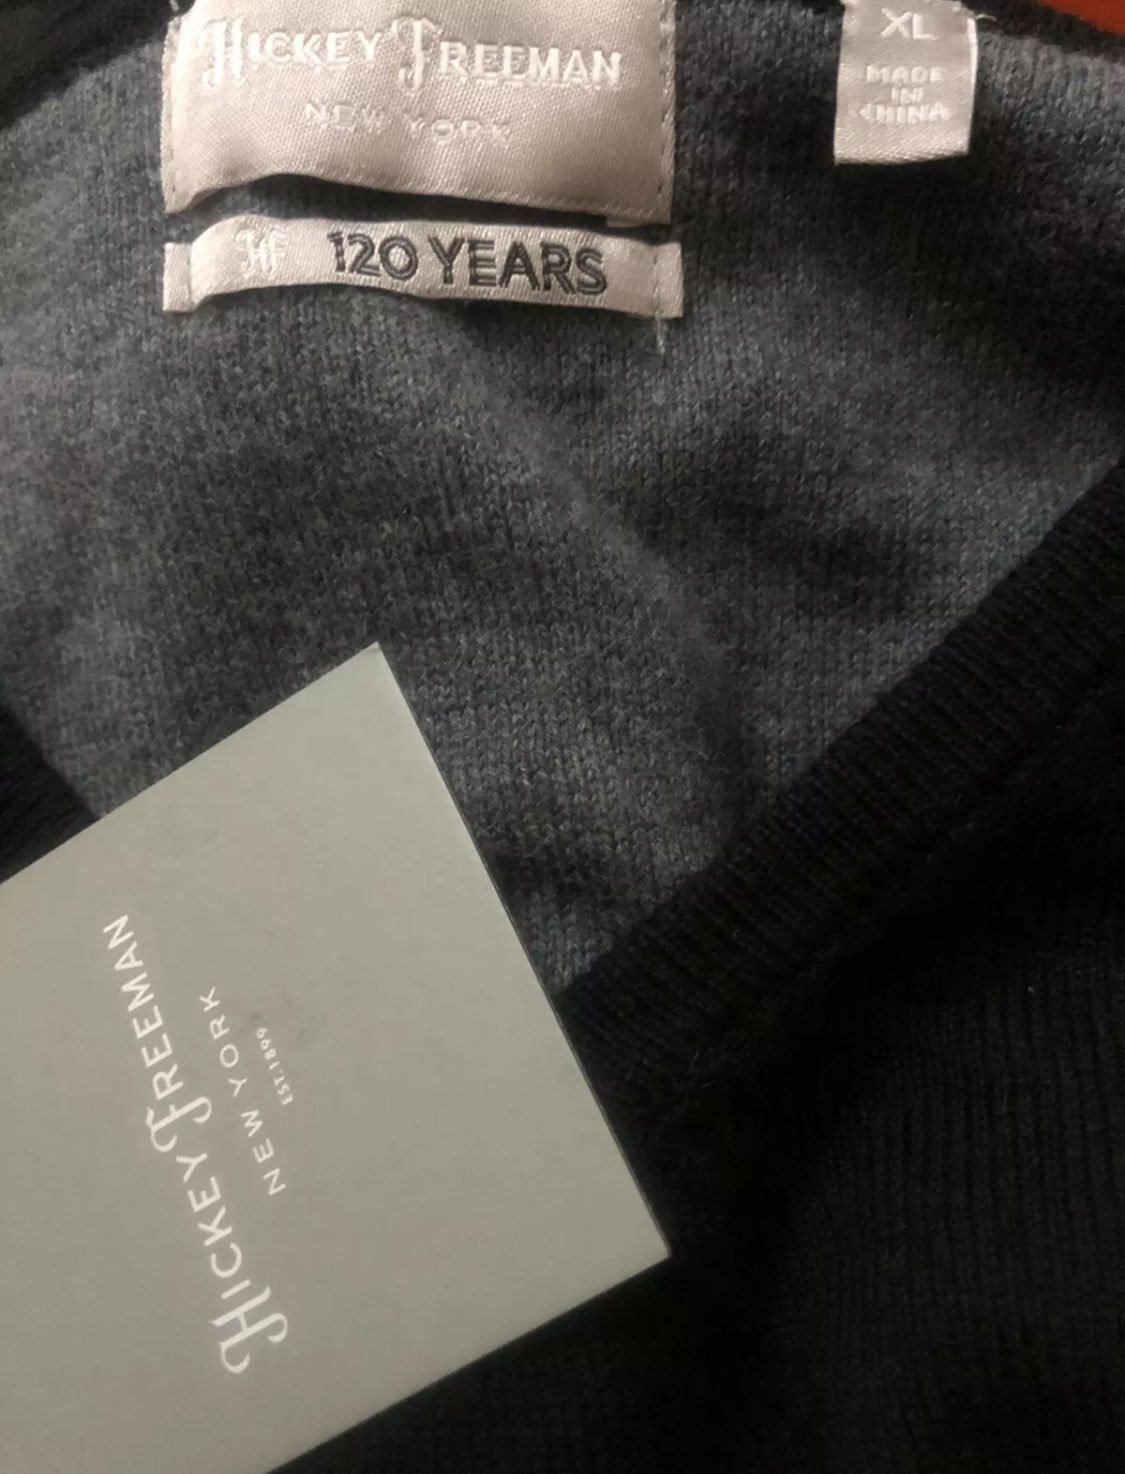 HICKEY FREEMAN
NEW YORK
HF 120 YEARS
XL
MADE
IN
CHINA
HICKEY FREEMAN
NEW YORK
EST.1899